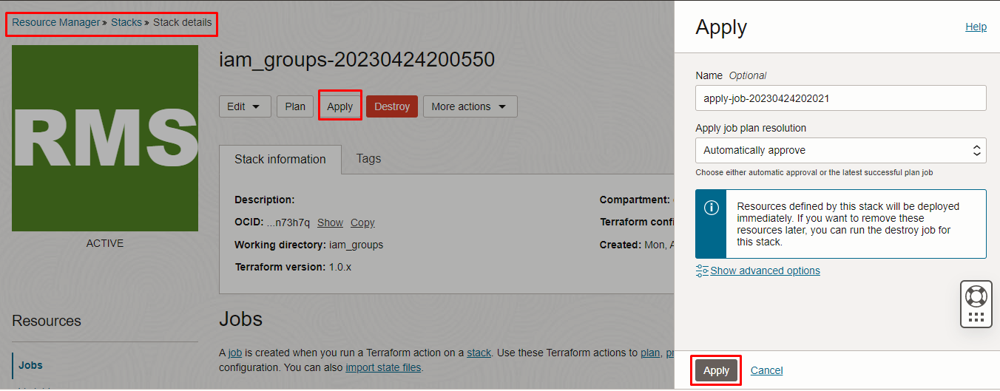 Resource Manager » Stacks » Stack details
RMS
ACTIVE
iam_groups-20230424200550
Edit Plan Apply Destroy More actions
Stack information Tags
Description:
OCID: ...n73h7q Show Copy
Working directory: iam_groups
Terraform version: 1.0.x
Compartment:
Terraform confi
Created: Mon, A
Resources
Jobs
Jobs
A job is created when you run a Terraform action on a stack. Use these Terraform actions to plan, pr
configuration. You can also import state files.
Apply
Help
Name Optional
apply-job-20230424202021
Apply job plan resolution
Automatically approve
Choose either automatic approval or the latest successful plan job
Resources defined by this stack will be deployed
immediately. If you want to remove these
resources later, you can run the destroy job for
this stack.
Show advanced options
Apply Cancel